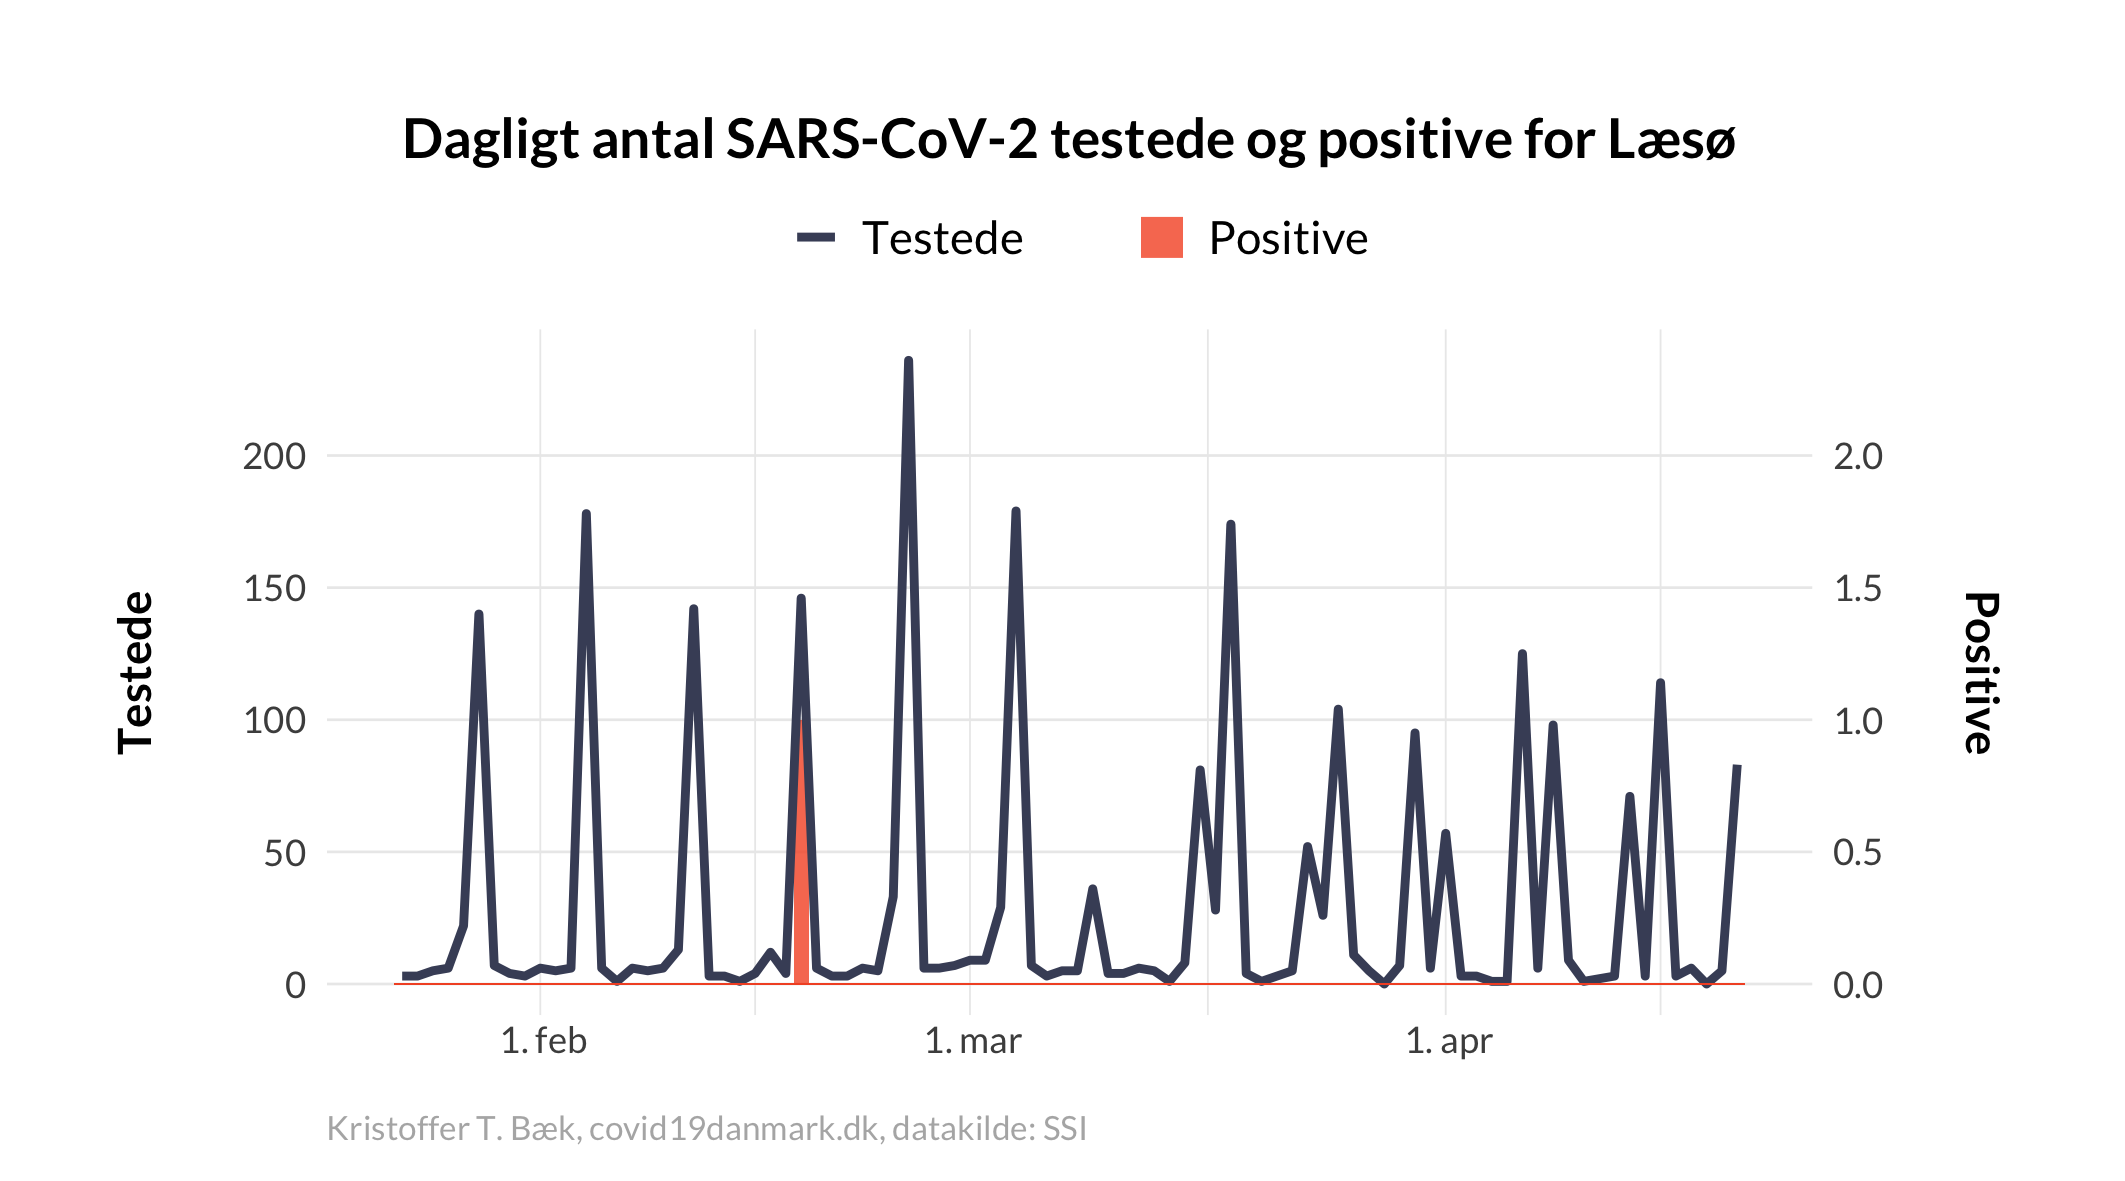 Dagligt antal SARS-CoV-2 testede og positive for Læsø
Testede
Positive
200
150
100
50
0
2.0
1.5
1.0
0.5
0.0
Testede
Positive
1. feb
1. mar
1. apr
Kristoffer T. Bæk, covid19danmark.dk, datakilde: SSI